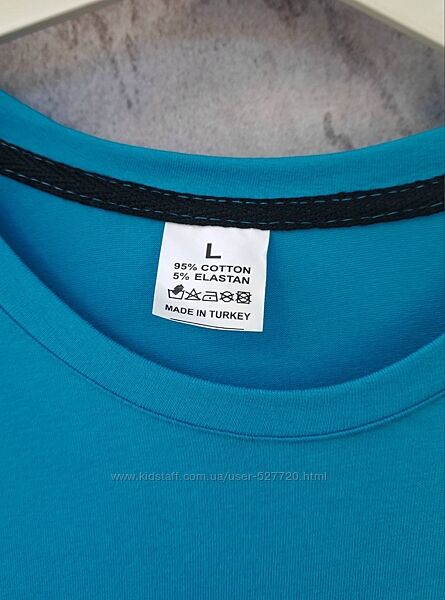 L
95% COTTON
5% ELASTAN
MADE IN TURKEY
www.kidstaff.com.ua/user-527720.html